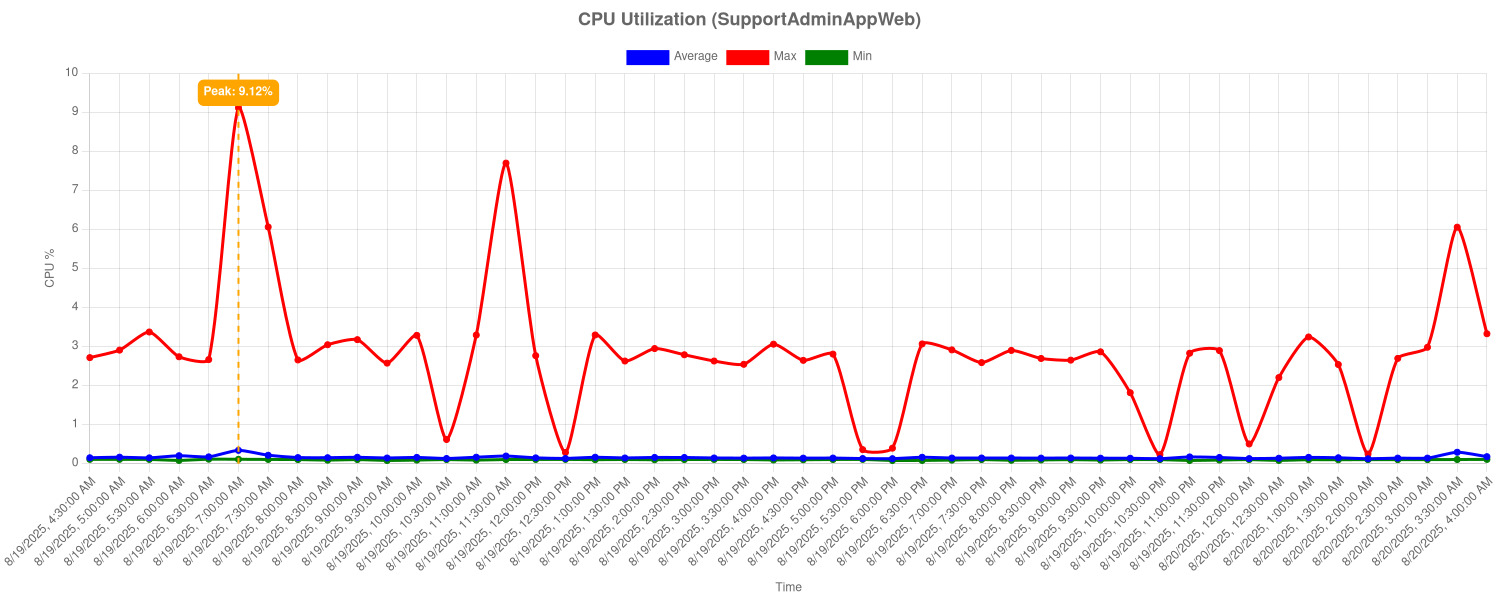 CPU Utilization (SupportAdminAppWeb)
Average Max Min
Peak: 9.12%
10
9
8
7
6
5
4
3
2
1
0
CPU %
8/19/2025, 4:30:00 AM
8/19/2025, 5:00:00 AM
8/19/2025, 5:30:00 AM
8/19/2025, 6:00:00 AM
8/19/2025, 6:30:00 AM
8/19/2025, 7:00:00 AM
8/19/2025, 7:30:00 AM
8/19/2025, 8:00:00 AM
8/19/2025, 8:30:00 AM
8/19/2025, 9:00:00 AM
8/19/2025, 9:30:00 AM
8/19/2025, 10:00:00 AM
8/19/2025, 10:30:00 AM
8/19/2025, 11:00:00 AM
8/19/2025, 11:30:00 AM
8/19/2025, 12:00:00 PM
8/19/2025, 12:30:00 PM
8/19/2025, 1:00:00 PM
8/19/2025, 1:30:00 PM
8/19/2025, 2:00:00 PM
8/19/2025, 2:30:00 PM
8/19/2025, 3:00:00 PM
8/19/2025, 3:30:00 PM
8/19/2025, 4:00:00 PM
8/19/2025, 4:30:00 PM
8/19/2025, 5:00:00 PM
8/19/2025, 5:30:00 PM
8/19/2025, 6:00:00 PM
8/19/2025, 6:30:00 PM
8/19/2025, 7:00:00 PM
8/19/2025, 7:30:00 PM
8/19/2025, 8:00:00 PM
8/19/2025, 8:30:00 PM
8/19/2025, 9:00:00 PM
8/19/2025, 9:30:00 PM
8/19/2025, 10:00:00 PM
8/19/2025, 10:30:00 PM
8/19/2025, 11:00:00 PM
8/19/2025, 11:30:00 PM
8/20/2025, 12:00:00 AM
8/20/2025, 12:30:00 AM
8/20/2025, 1:00:00 AM
8/20/2025, 1:30:00 AM
8/20/2025, 2:00:00 AM
8/20/2025, 2:30:00 AM
8/20/2025, 3:00:00 AM
8/20/2025, 3:30:00 AM
8/20/2025, 4:00:00 AM
Time